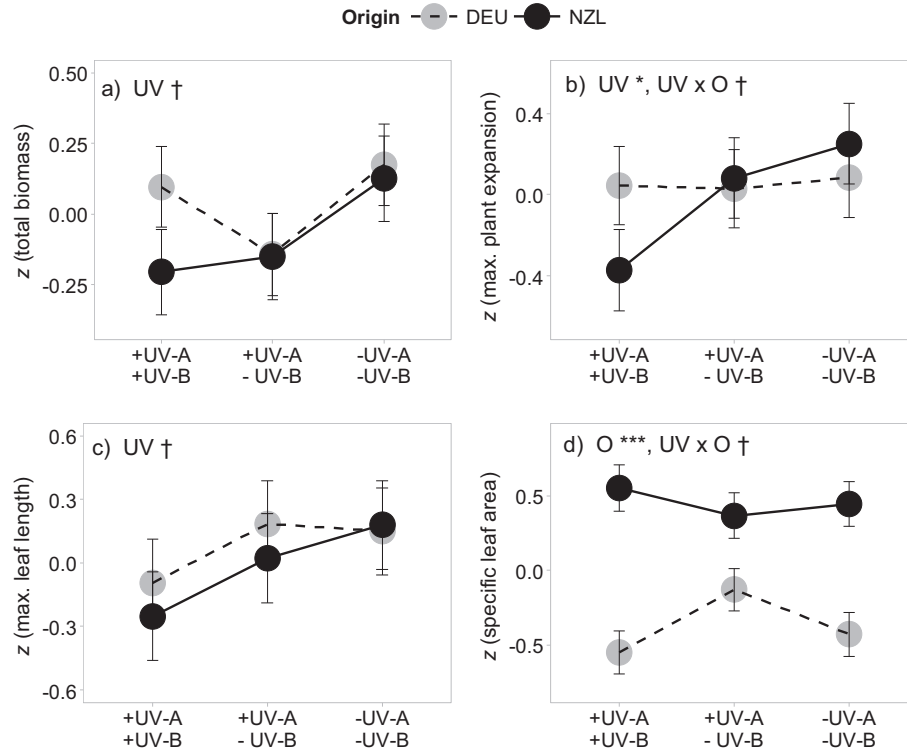 Origin DEU NZL
a) UV †
z (total biomass)
0.50
0.25
0.00
-0.25
+UV-A +UV-A -UV-A
+UV-B - UV-B -UV-B
b) UV *, UV x O †
z (max. plant expansion)
0.4
0.0
-0.4
+UV-A +UV-A -UV-A
+UV-B - UV-B -UV-B
c) UV †
z (max. leaf length)
0.6
0.3
0.0
-0.3
-0.6
+UV-A +UV-A -UV-A
+UV-B - UV-B -UV-B
d) O ***, UV x O †
z (specific leaf area)
0.5
0.0
-0.5
+UV-A +UV-A -UV-A
+UV-B - UV-B -UV-B